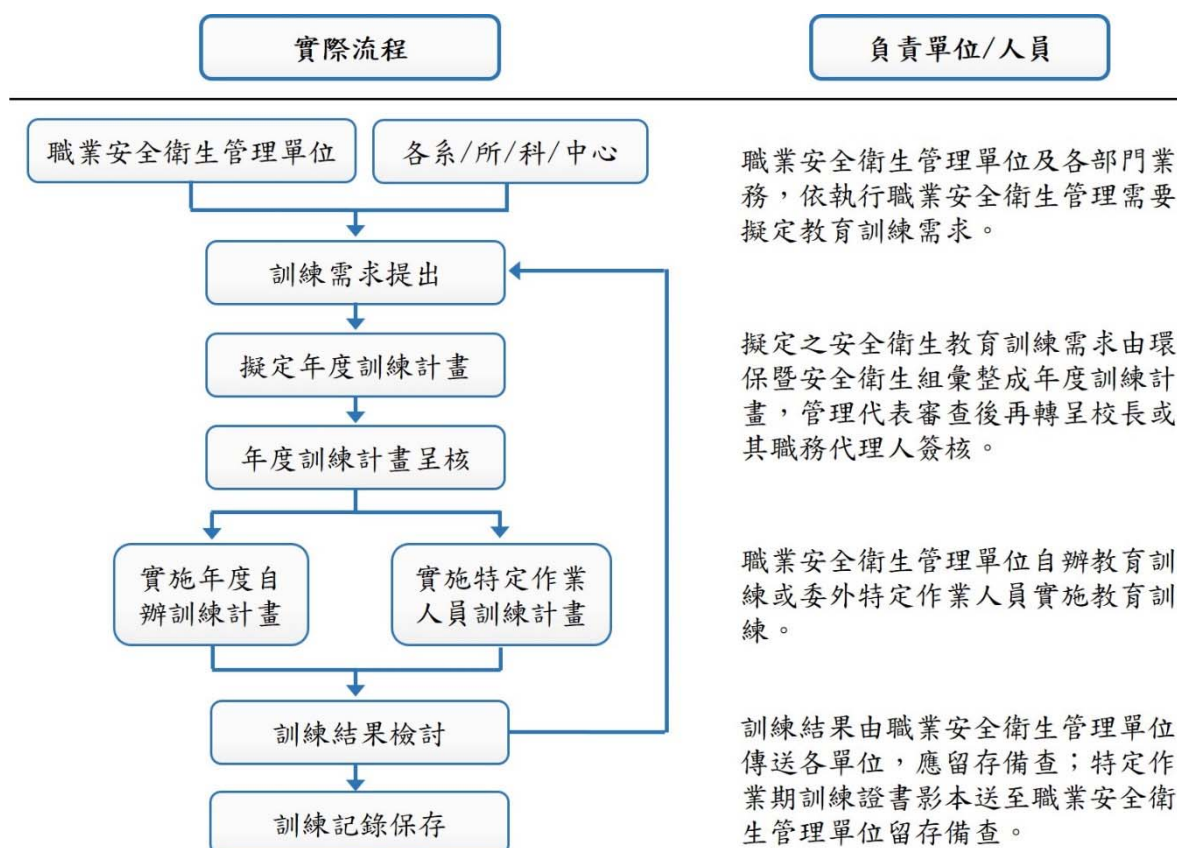 實際流程
負責單位/人員
職業安全衛生管理單位
各系/所/科/中心
職業安全衛生管理單位及各部門業
務，依執行職業安全衛生管理需要
擬定教育訓練需求。
訓練需求提出
擬定年度訓練計畫
擬定之安全衛生教育訓練需求由環
保暨安全衛生組彙整成年度訓練計
畫，管理代表審查後再轉呈校長或
其職務代理人簽核。
年度訓練計畫呈核
實施年度自
辦訓練計畫
實施特定作業
人員訓練計畫
職業安全衛生管理單位自辦教育訓
練或委外特定作業人員實施教育訓
練。
訓練結果檢討
訓練記錄保存
訓練結果由職業安全衛生管理單位
傳送各單位，應留存備查；特定作
業期訓練證書影本送至職業安全衛
生管理單位留存備查。